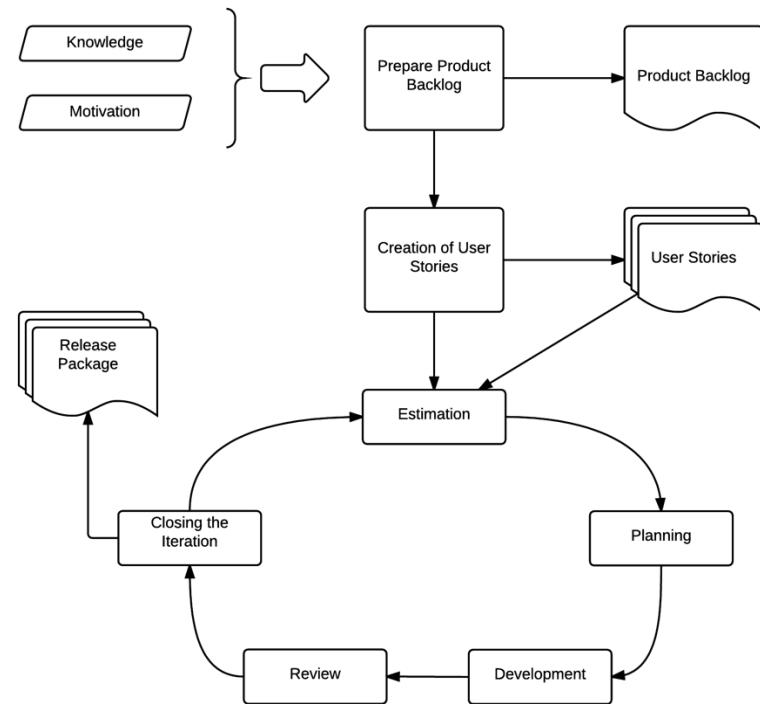 Knowledge
Motivation
Prepare Product
Backlog
Product Backlog
Creation of User
Stories
User Stories
Release
Package
Estimation
Closing the
Iteration
Planning
Review
Development